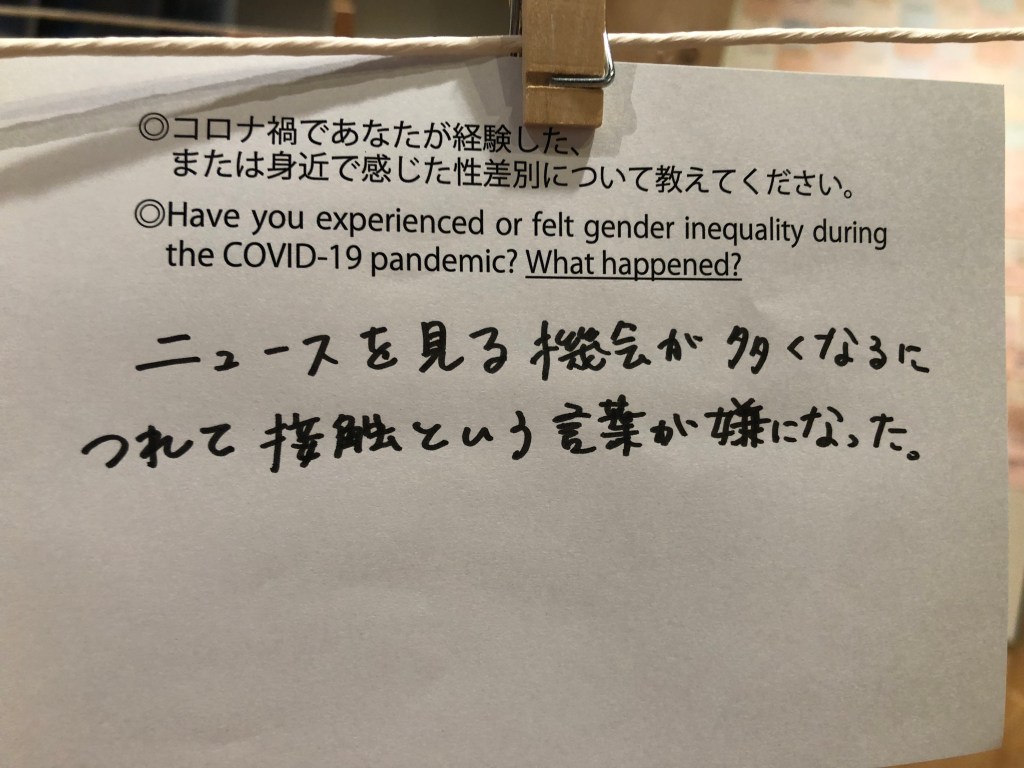 ◎コロナ禍であなたが経験した、
または身近で感じた性差別について教えてください。
◎Have you experienced or felt gender inequality during
the COVID-19 pandemic? What happened?
ニュースを見る機会が多くなるに
つれて接触という言葉が嫌になった。